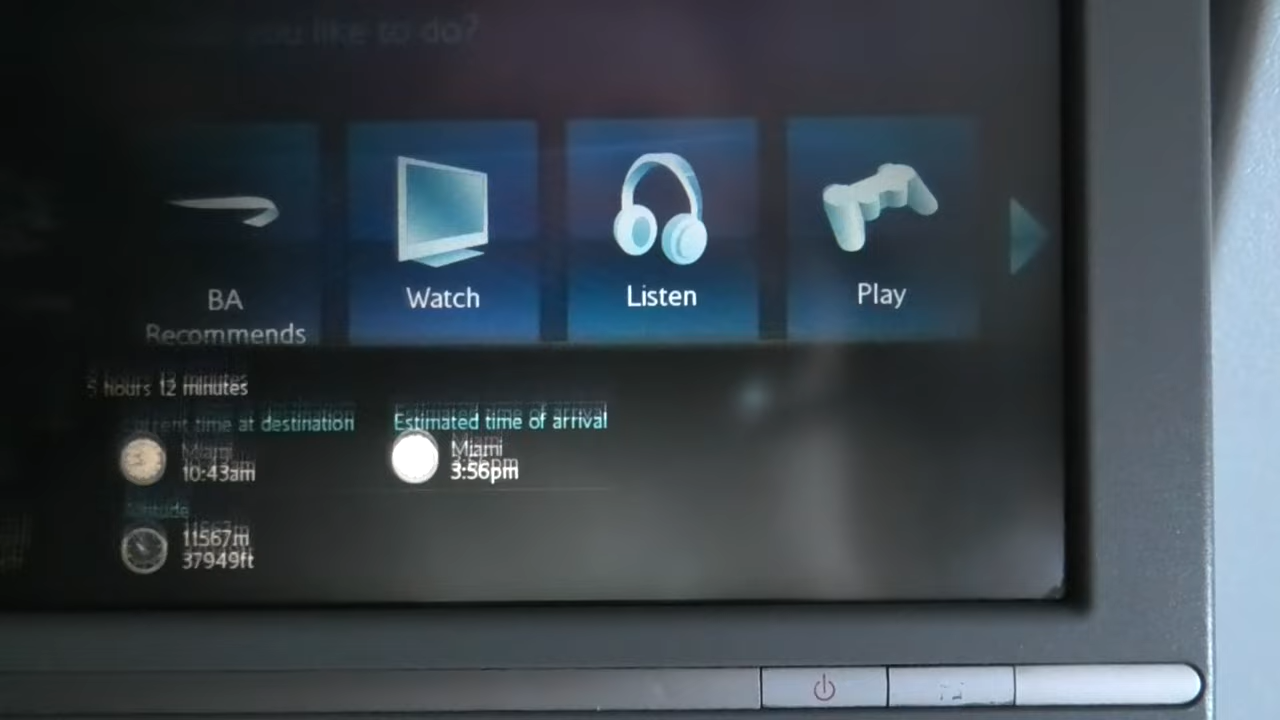 you like to do?
BA
Recommends
Watch
Listen
Play
5 hours 12 minutes
Current time at destination
Miami
10:43am
Estimated time of arrival
Miami
3:56pm
Altitude
11567m
37949ft